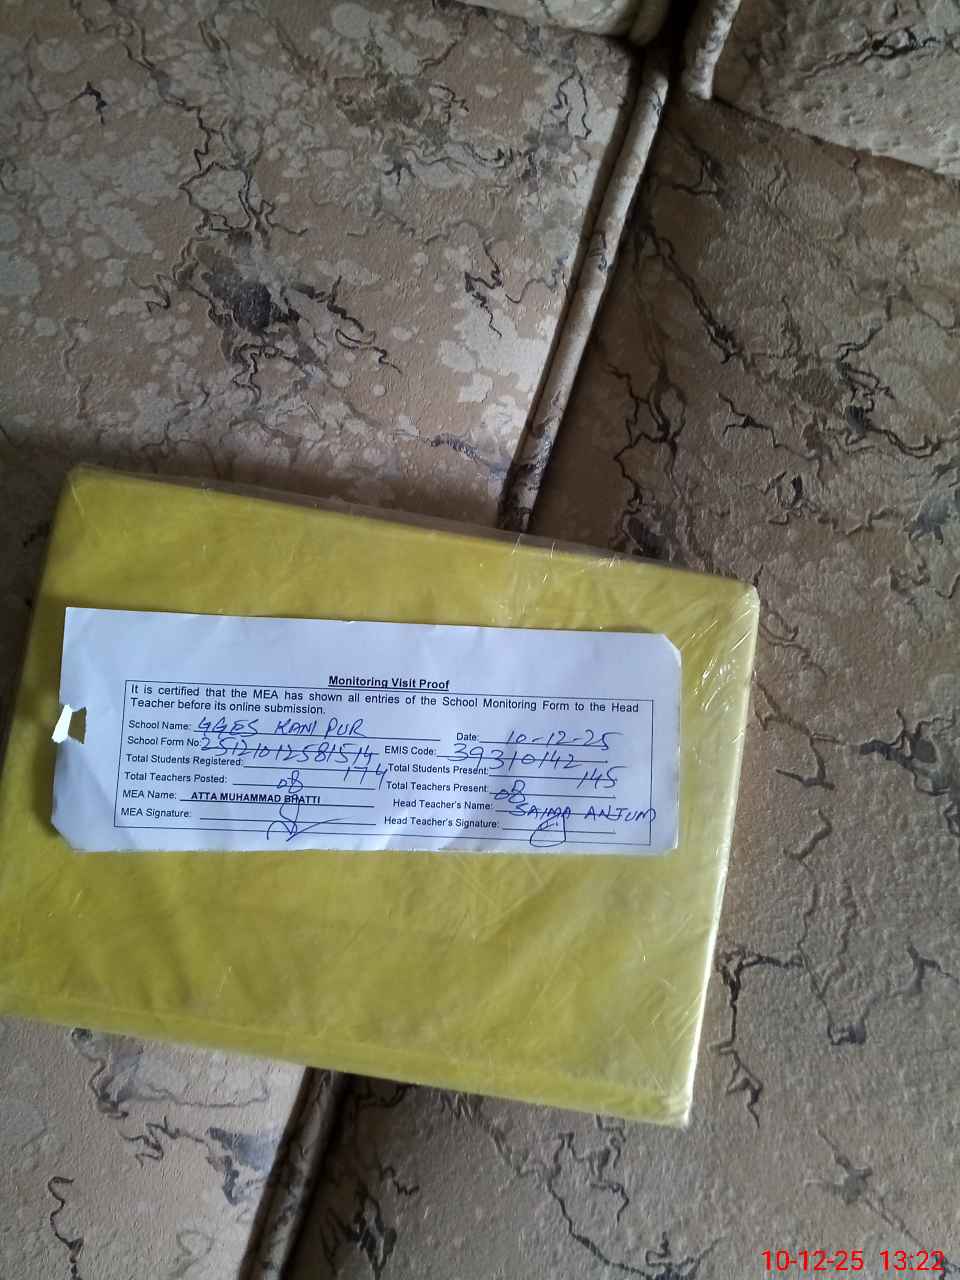 Monitoring Visit Proof
It is certified that the MEA has shown all entries of the School Monitoring Form to the Head
Teacher before its online submission.
School Name: GGES RANI PUR Date: 10-12-25
School Form No: 25121012581514 EMIS Code: 39310142
Total Students Registered: 174 Total Students Present: 145
Total Teachers Posted: 08 Total Teachers Present: 08
MEA Name: ATTA MUHAMMAD BHATTI Head Teacher's Name: SAIMA ANJUM
MEA Signature: Head Teacher's Signature:
10-12-25 13:22